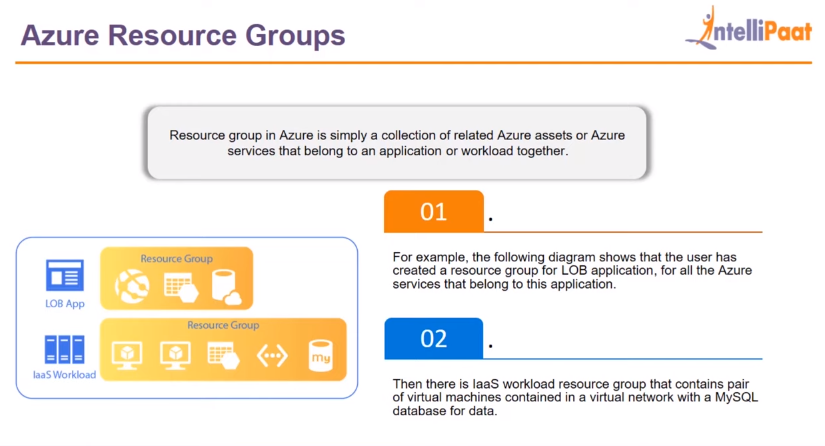 Azure Resource Groups
IntelliPaat
Resource group in Azure is simply a collection of related Azure assets or Azure
services that belong to an application or workload together.
01
.
For example, the following diagram shows that the user has
created a resource group for LOB application, for all the Azure
services that belong to this application.
Resource Group
LOB App
Resource Group
IaaS Workload
my
02
.
Then there is IaaS workload resource group that contains pair
of virtual machines contained in a virtual network with a MySQL
database for data.